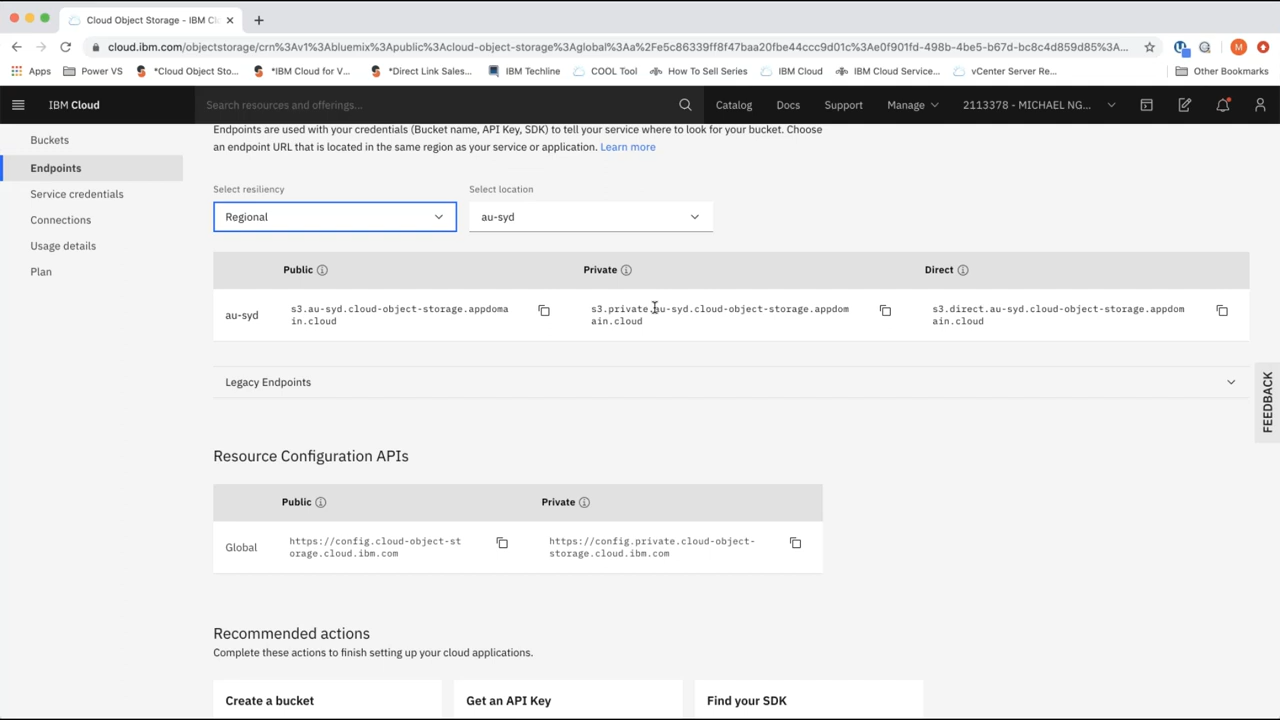 Cloud Object Storage - IBM Cl
cloud.ibm.com/objectstorage/crn%3Av1%3Abluemix%3Apublic%3Acloud-object-storage%3Aglobal%3Aa%2Fe5c86339ff8f47baa20fbe44ccc9d01c%3Ae0f901fd-498b-4be5-b67d-bc8c4d859d85%3A...
M
Apps Power VS *Cloud Object Sto... *IBM Cloud for V... *Direct Link Sales... IBM Techline COOL Tool How To Sell Series IBM Cloud IBM Cloud Service... vCenter Server Re... Other Bookmarks
IBM Cloud Search resources and offerings... Catalog Docs Support Manage 2113378 - MICHAEL NG...
Buckets
Endpoints
Service credentials
Connections
Usage details
Plan
Endpoints are used with your credentials (Bucket name, API Key, SDK) to tell your service where to look for your bucket. Choose
an endpoint URL that is located in the same region as your service or application. Learn more
Select resiliency Select location
Regional au-syd
Public Private Direct
au-syd
s3.au-syd.cloud-object-storage.appdoma
in.cloud
s3.private.au-syd.cloud-object-storage.appdom
ain.cloud
s3.direct.au-syd.cloud-object-storage.appdom
ain.cloud
Legacy Endpoints
FEEDBACK
Resource Configuration APIs
Public Private
Global
https://config.cloud-object-st
orage.cloud.ibm.com
https://config.private.cloud-object-
storage.cloud.ibm.com
Recommended actions
Complete these actions to finish setting up your cloud applications.
Create a bucket Get an API Key Find your SDK